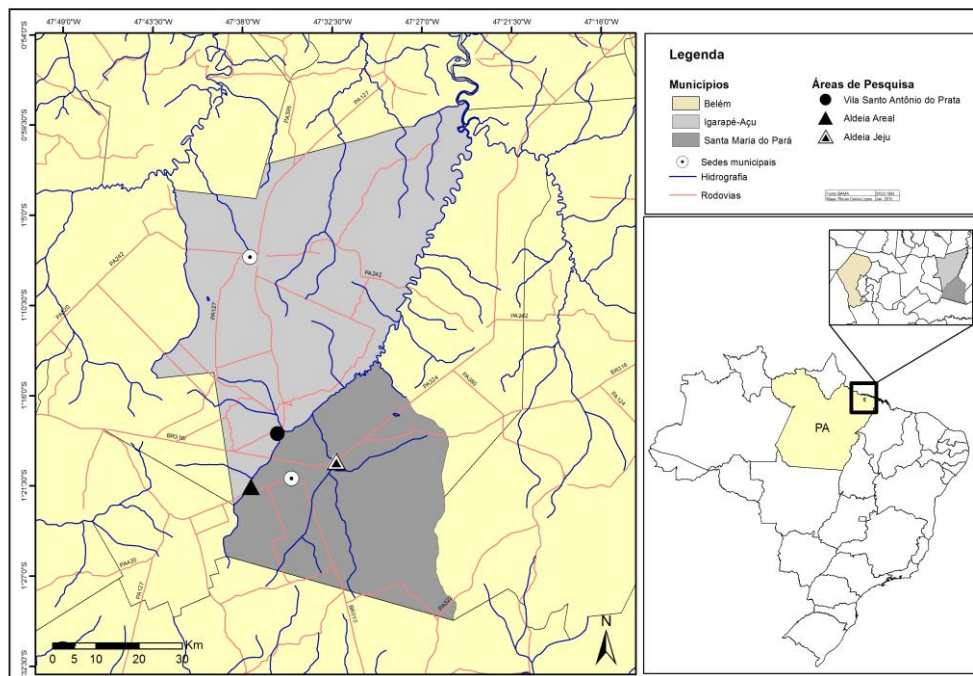 47°49'0"W 47°43'30"W 47°38'0"W 47°32'30"W 47°27'0"W 47°21'30"W 47°16'0"W
0°54'0"S
0°59'30"S
1°5'0"S
1°10'30"S
1°16'0"S
1°21'30"S
1°27'0"S
PA127
PA242
PA127
PA242
PA242
PA324
BR316
PA124
PA127
BR010
N
Km
0 5 10 20 30
Legenda
Municípios
Belém
Igarapé-Açu
Santa Maria do Pará
Sedes municipais
Hidrografia
Rodovias
Áreas de Pesquisa
Vila Santo Antônio do Prata
Aldeia Areal
Aldeia Jeju
PA